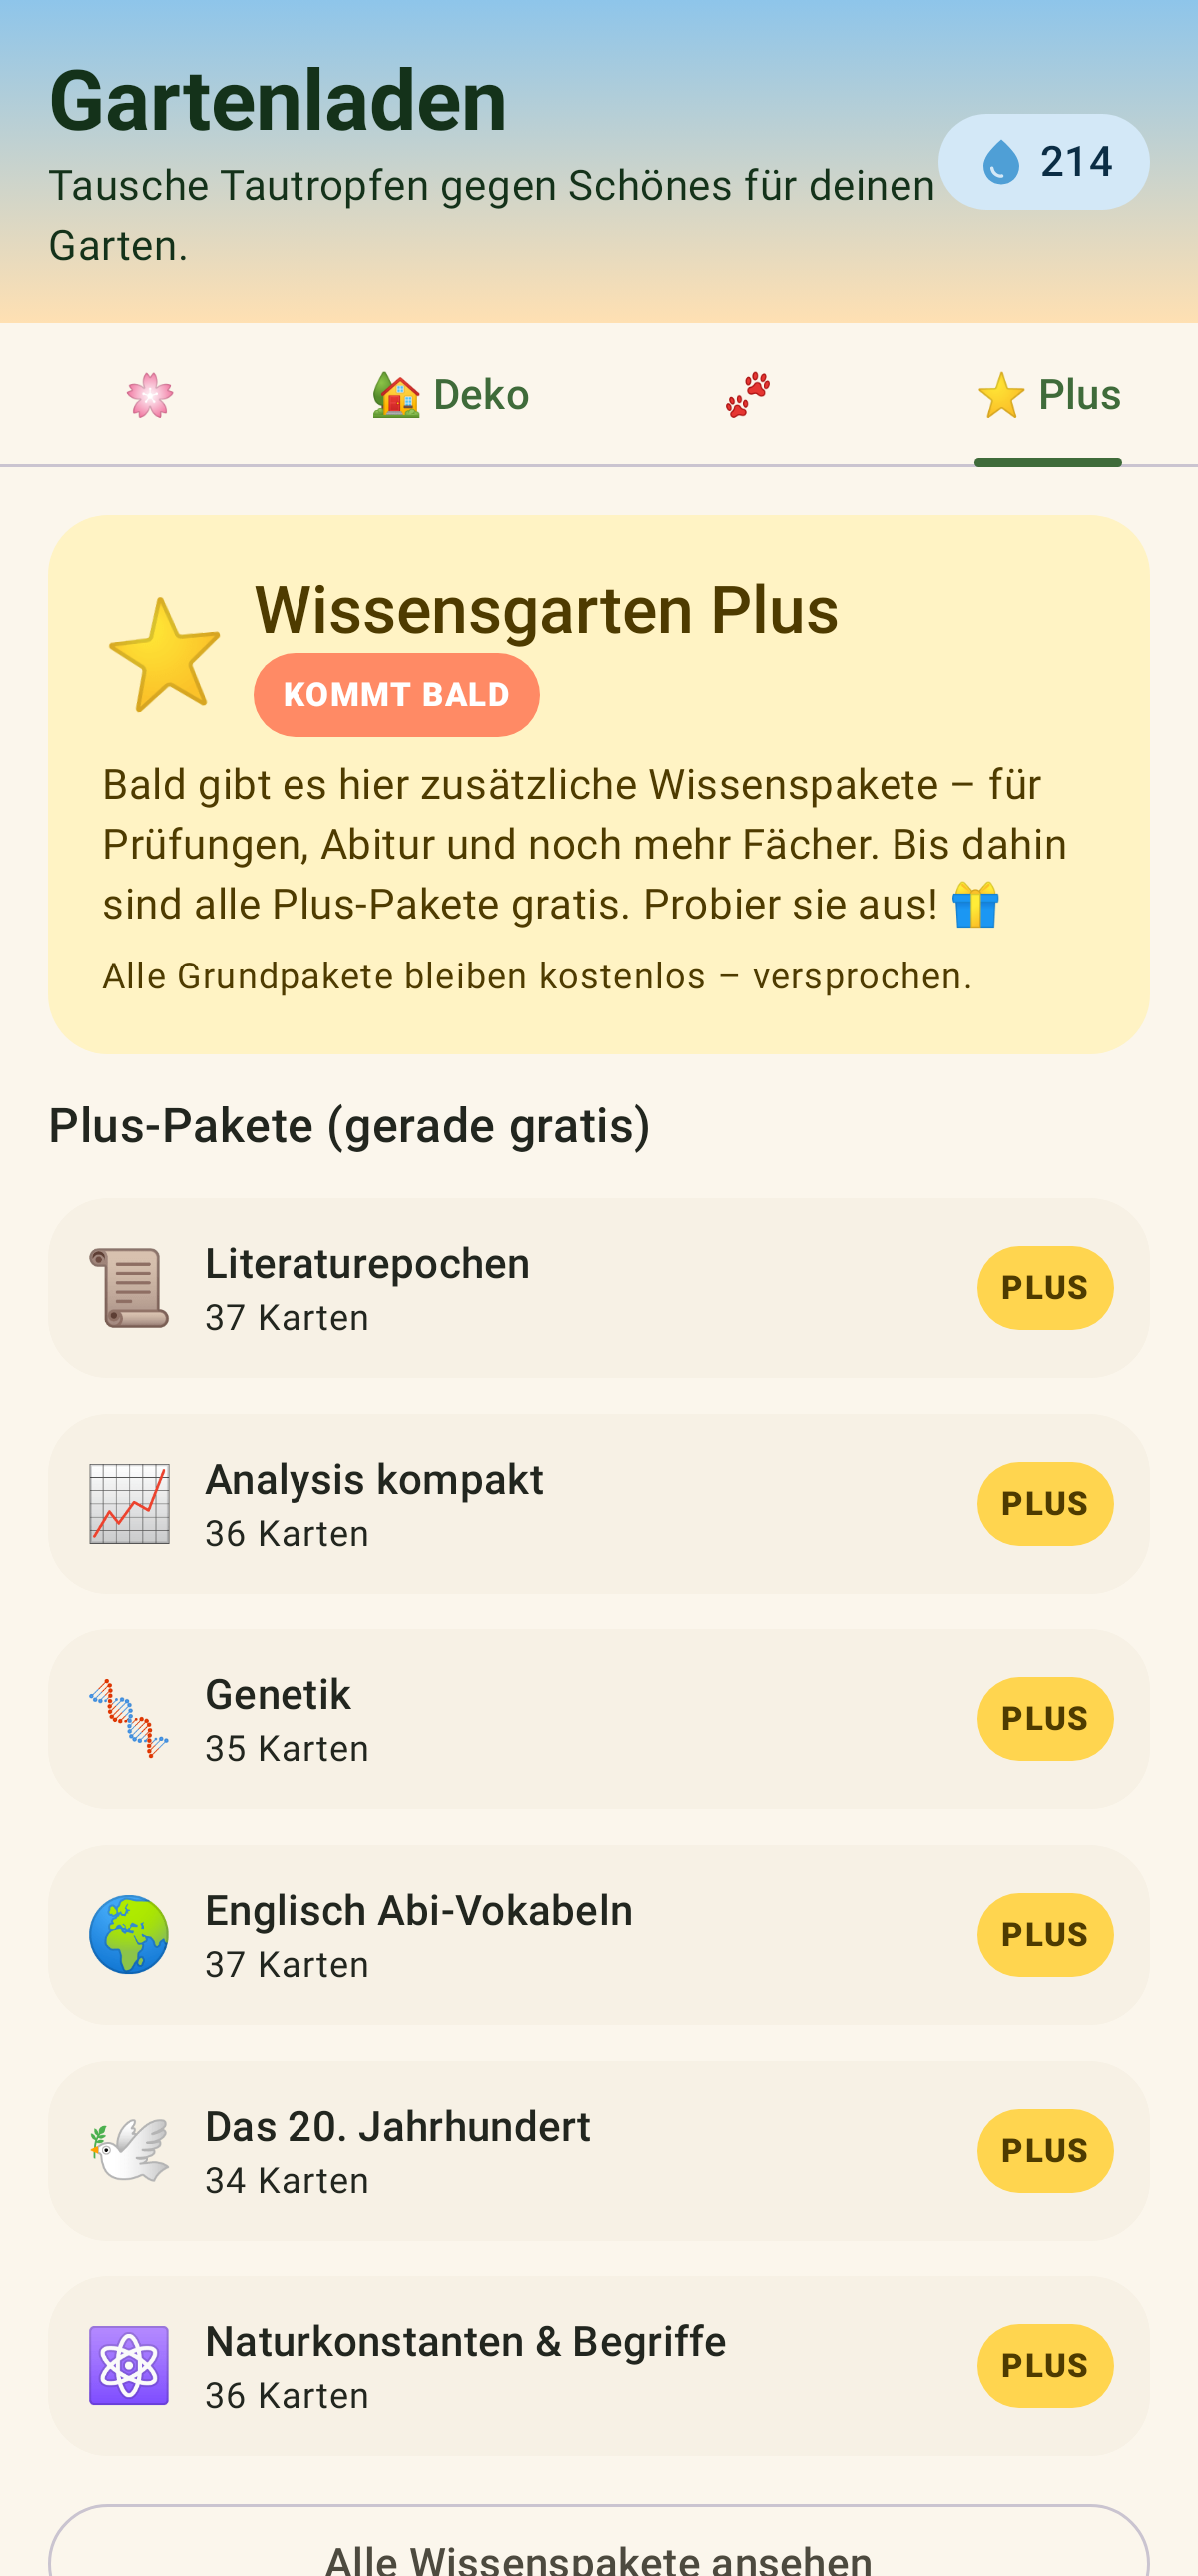 Gartenladen
Tausche Tautropfen gegen Schönes für deinen
Garten.
214
Deko
Plus
Wissensgarten Plus
KOMMT BALD
Bald gibt es hier zusätzliche Wissenspakete – für
Prüfungen, Abitur und noch mehr Fächer. Bis dahin
sind alle Plus-Pakete gratis. Probier sie aus! 🎁
Alle Grundpakete bleiben kostenlos – versprochen.
Plus-Pakete (gerade gratis)
Literaturepochen
37 Karten
PLUS
Analysis kompakt
36 Karten
PLUS
Genetik
35 Karten
PLUS
Englisch Abi-Vokabeln
37 Karten
PLUS
Das 20. Jahrhundert
34 Karten
PLUS
Naturkonstanten & Begriffe
36 Karten
PLUS
Alle Wissenspakete ansehen